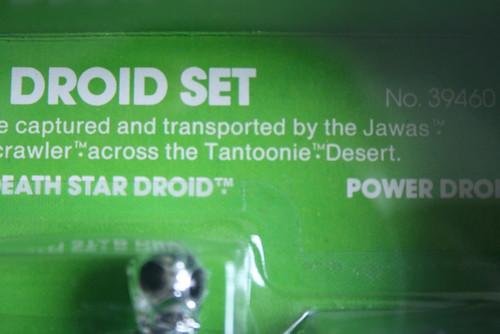 DROID SET
No. 39460
e captured and transported by the Jawas™
crawler™ across the Tantoonie™ Desert.
DEATH STAR DROID™
POWER DROI